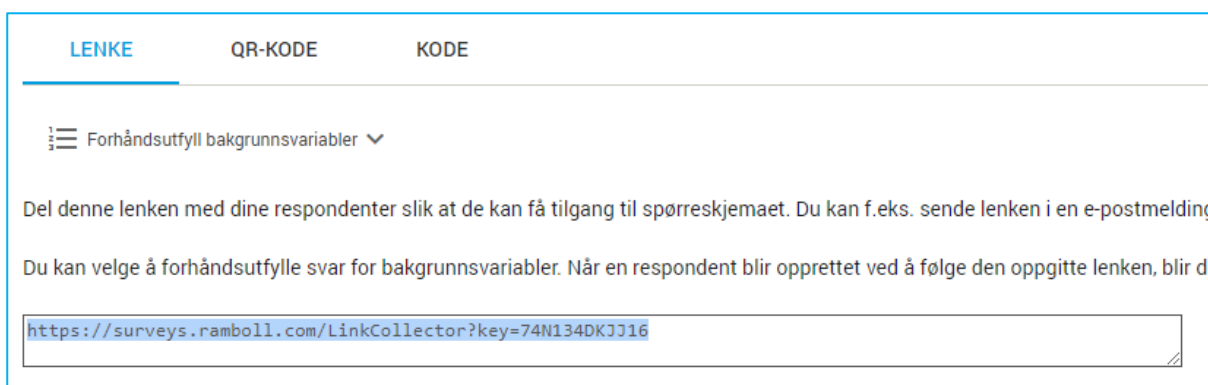 LENKE QR-KODE KODE
Forhåndsutfyll bakgrunnsvariabler
Del denne lenken med dine respondenter slik at de kan få tilgang til spørreskjemaet. Du kan f.eks. sende lenken i en e-postmelding
Du kan velge å forhåndsutfylle svar for bakgrunnsvariabler. Når en respondent blir opprettet ved å følge den oppgitte lenken, blir d
https://surveys.ramboll.com/LinkCollector?key=74N134DKJJ16